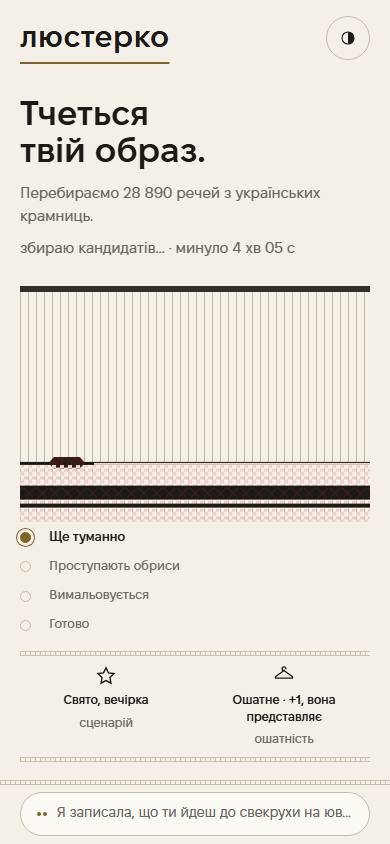 люстерко
Тчеться
твій образ.
Перебираємо 28 890 речей з українських
крамниць.
збираю кандидатів... · минуло 4 хв 05 с
Ще туманно
Проступають обриси
Вимальовується
Готово
Свято, вечірка
сценарій
Ошатне · +1, вона
представляє
ошатність
Я записала, що ти йдеш до свекрухи на юв...